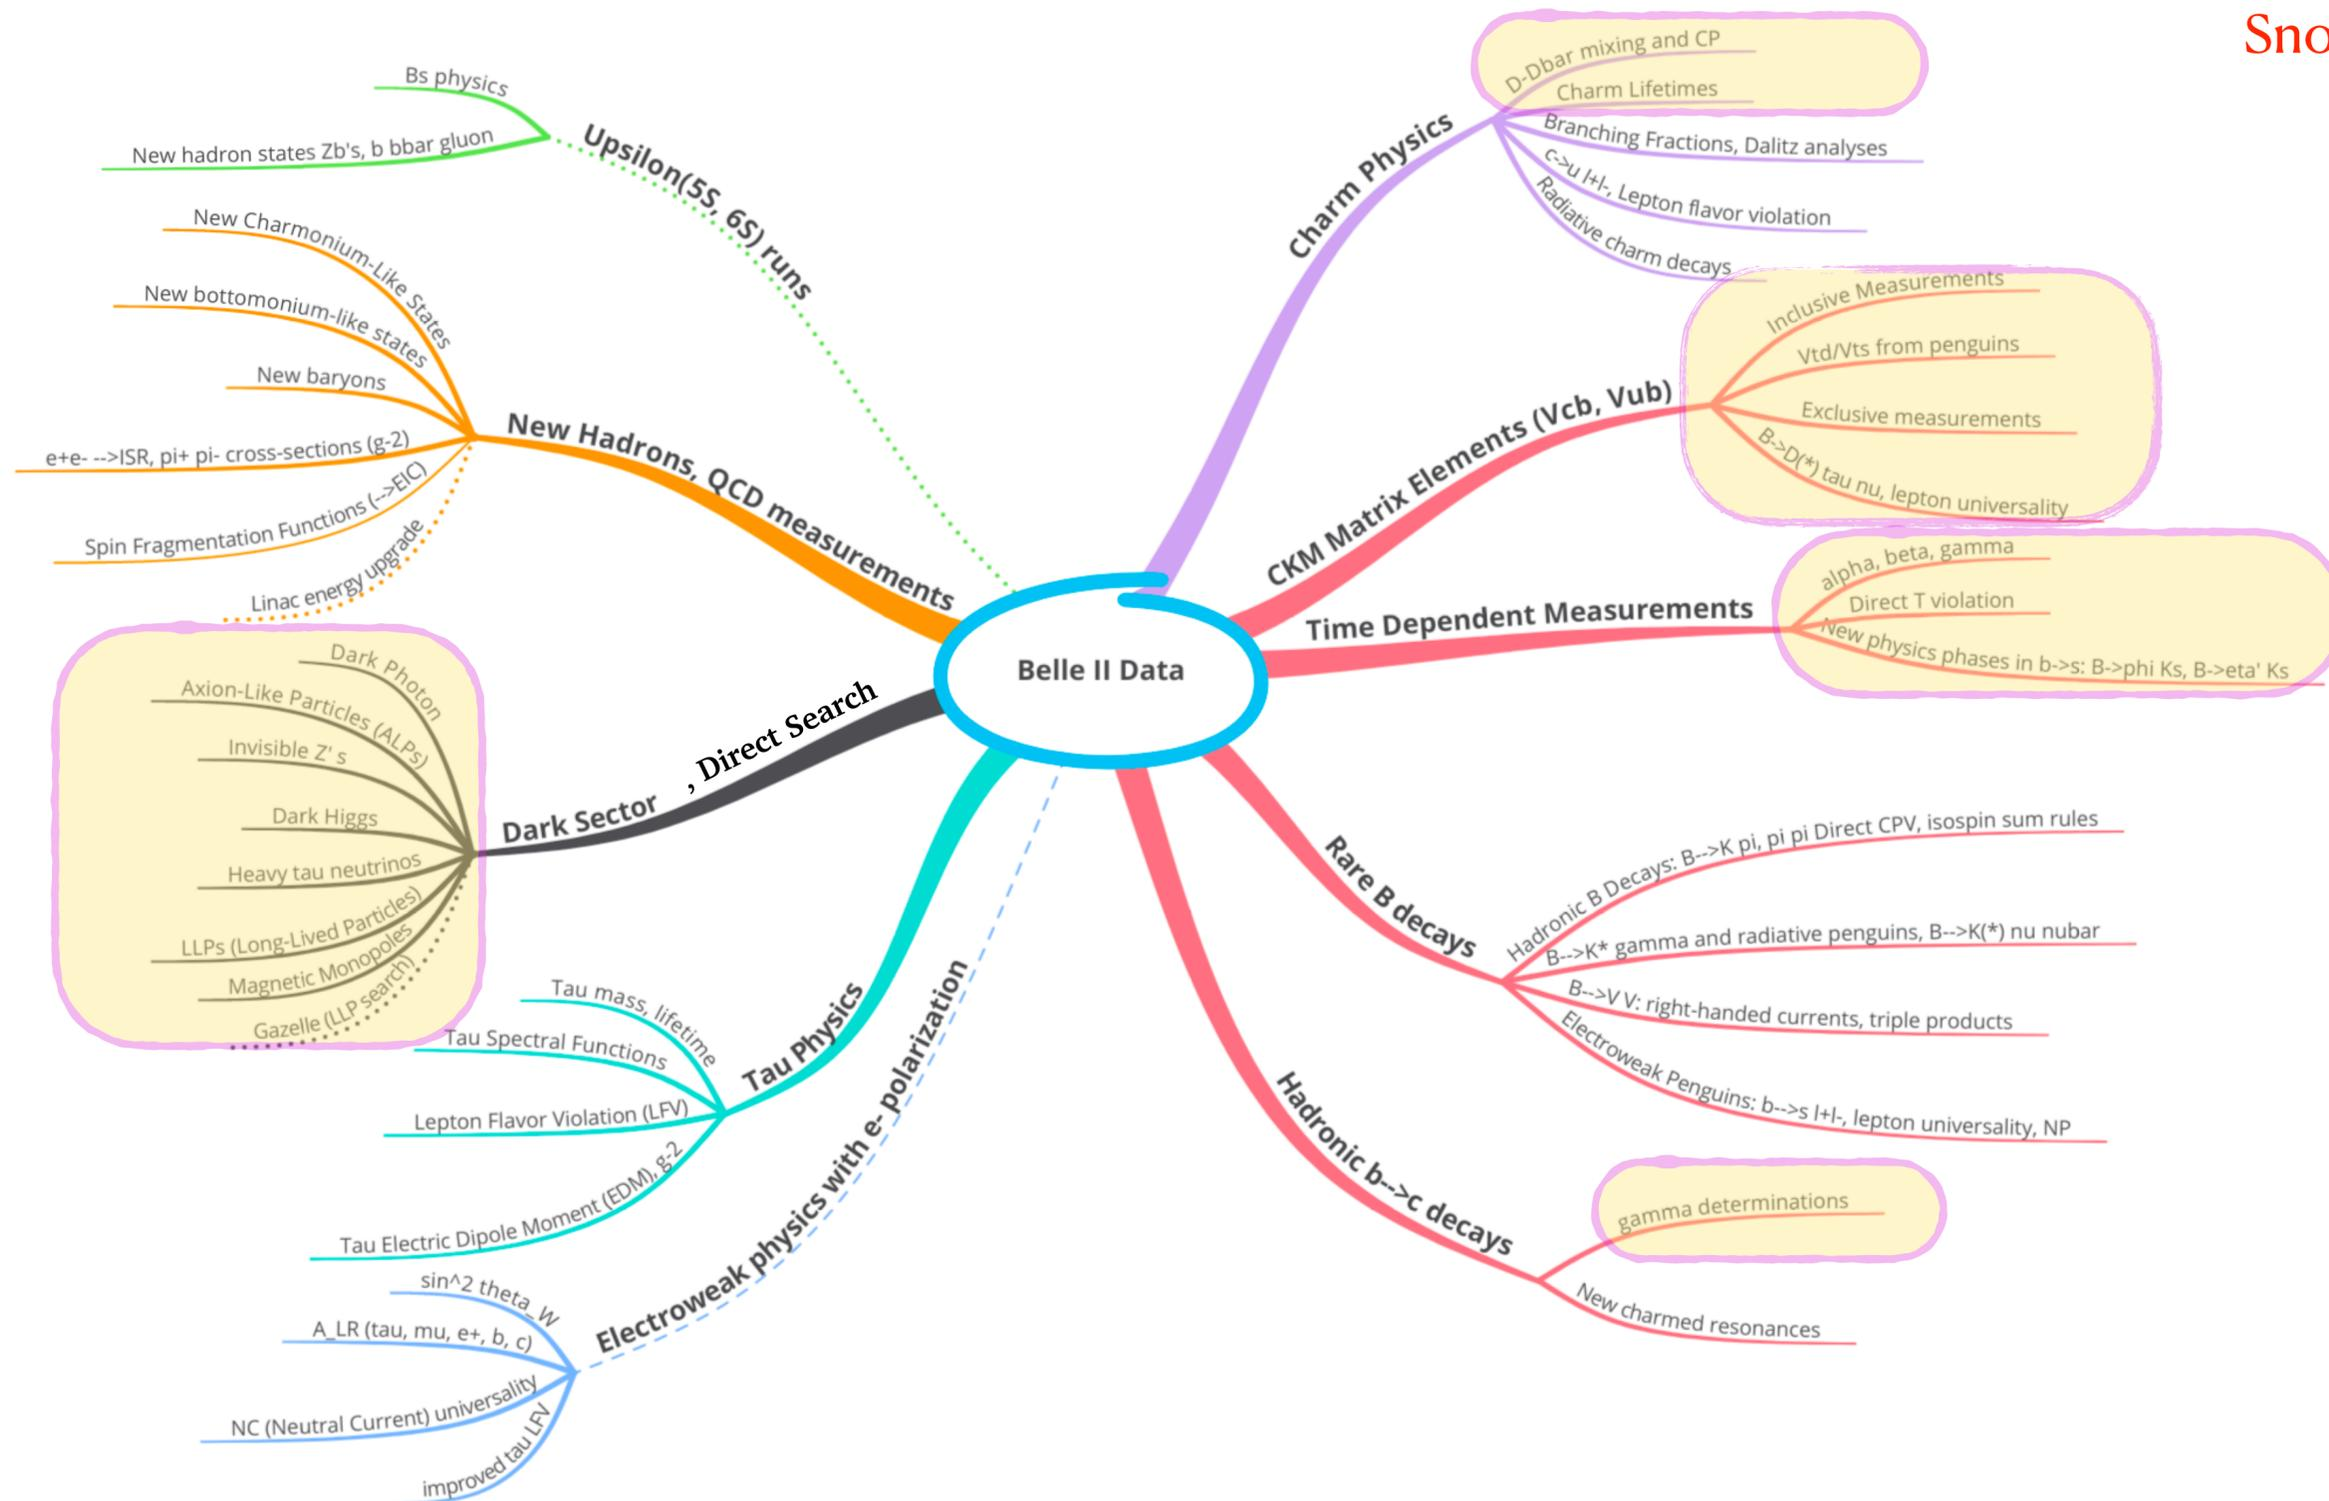 Sno
Belle II Data
Upsilon(5S, 6S) runs
Bs physics
New hadron states Zb's, b bbar gluon
New Hadrons, QCD measurements
New Charmonium-Like States
New bottomonium-like states
New baryons
e+e- -->ISR, pi+ pi- cross-sections (g-2)
Spin Fragmentation Functions (-->EIC)
Linac energy upgrade
Dark Sector , Direct Search
Dark Photon
Axion-Like Particles (ALPs)
Invisible Z' s
Dark Higgs
Heavy tau neutrinos
LLPs (Long-Lived Particles)
Magnetic Monopoles
Gazelle (LLP search)
Tau Physics
Tau mass, lifetime
Tau Spectral Functions
Lepton Flavor Violation (LFV)
Tau Electric Dipole Moment (EDM), g-2
Electroweak physics with e- polarization
sin^2 theta_W
A_LR (tau, mu, e+, b, c)
NC (Neutral Current) universality
improved tau LFV
Charm Physics
D-Dbar mixing and CP
Charm Lifetimes
Branching Fractions, Dalitz analyses
c->u l+l-, Lepton flavor violation
Radiative charm decays
CKM Matrix Elements (Vcb, Vub)
Inclusive Measurements
Vtd/Vts from penguins
Exclusive measurements
B->D(*) tau nu, lepton universality
Time Dependent Measurements
alpha, beta, gamma
Direct T violation
New physics phases in b->s: B->phi Ks, B->eta' Ks
Rare B decays
Hadronic B Decays: B-->K pi, pi pi Direct CPV, isospin sum rules
B-->K* gamma and radiative penguins, B-->K(*) nu nubar
B-->V V: right-handed currents, triple products
Electroweak Penguins: b-->s l+l-, lepton universality, NP
Hadronic b-->c decays
gamma determinations
New charmed resonances